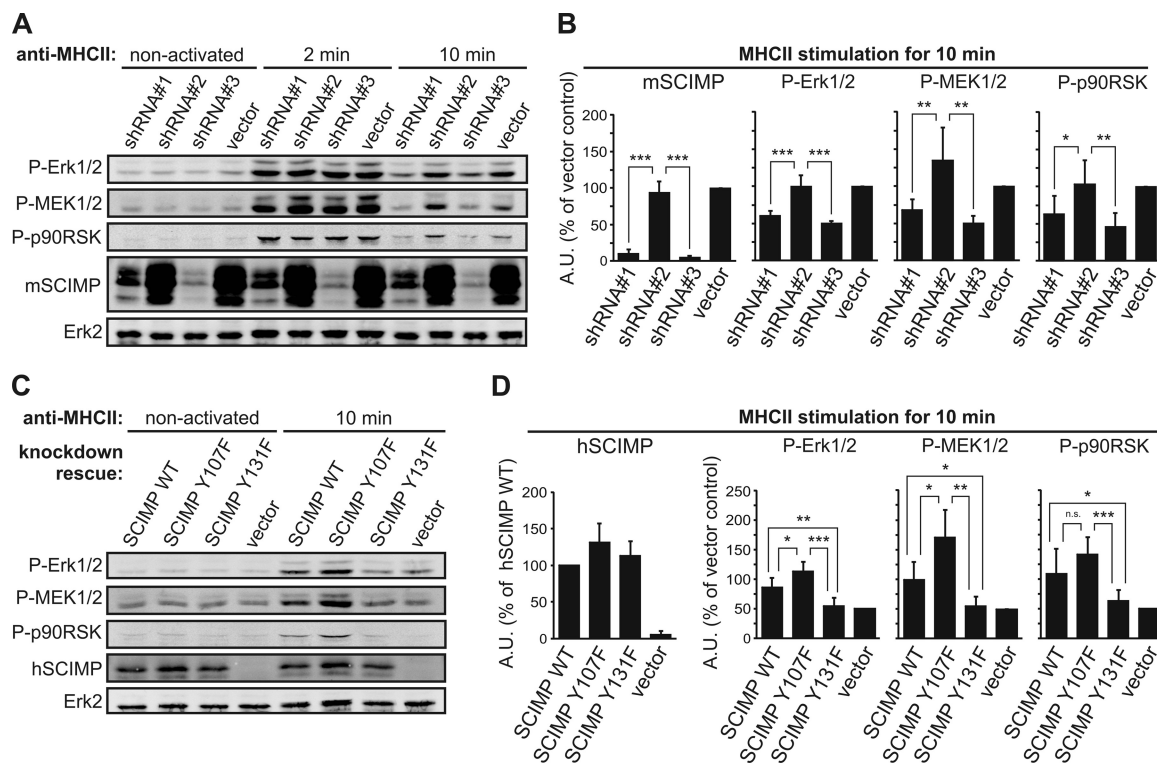 A
anti-MHCII: non-activated 2 min 10 min
shRNA#1 shRNA#2 shRNA#3 vector shRNA#1 shRNA#2 shRNA#3 vector shRNA#1 shRNA#2 shRNA#3 vector
P-Erk1/2
P-MEK1/2
P-p90RSK
mSCIMP
Erk2
B
MHCII stimulation for 10 min
mSCIMP P-Erk1/2 P-MEK1/2 P-p90RSK
A.U. (% of vector control)
200
150
100
50
0
*** *** *** *** ** ** * **
shRNA#1 shRNA#2 shRNA#3 vector shRNA#1 shRNA#2 shRNA#3 vector shRNA#1 shRNA#2 shRNA#3 vector shRNA#1 shRNA#2 shRNA#3 vector
C
anti-MHCII: non-activated 10 min
knockdown
rescue:
SCIMP WT SCIMP Y107F SCIMP Y131F vector SCIMP WT SCIMP Y107F SCIMP Y131F vector
P-Erk1/2
P-MEK1/2
P-p90RSK
hSCIMP
Erk2
D
MHCII stimulation for 10 min
hSCIMP P-Erk1/2 P-MEK1/2 P-p90RSK
A.U. (% of hSCIMP WT)
200
150
100
50
0
A.U. (% of vector control)
250
200
150
100
50
0
** * ***
* * **
* n.s. ***
SCIMP WT SCIMP Y107F SCIMP Y131F vector SCIMP WT SCIMP Y107F SCIMP Y131F vector SCIMP WT SCIMP Y107F SCIMP Y131F vector SCIMP WT SCIMP Y107F SCIMP Y131F vector